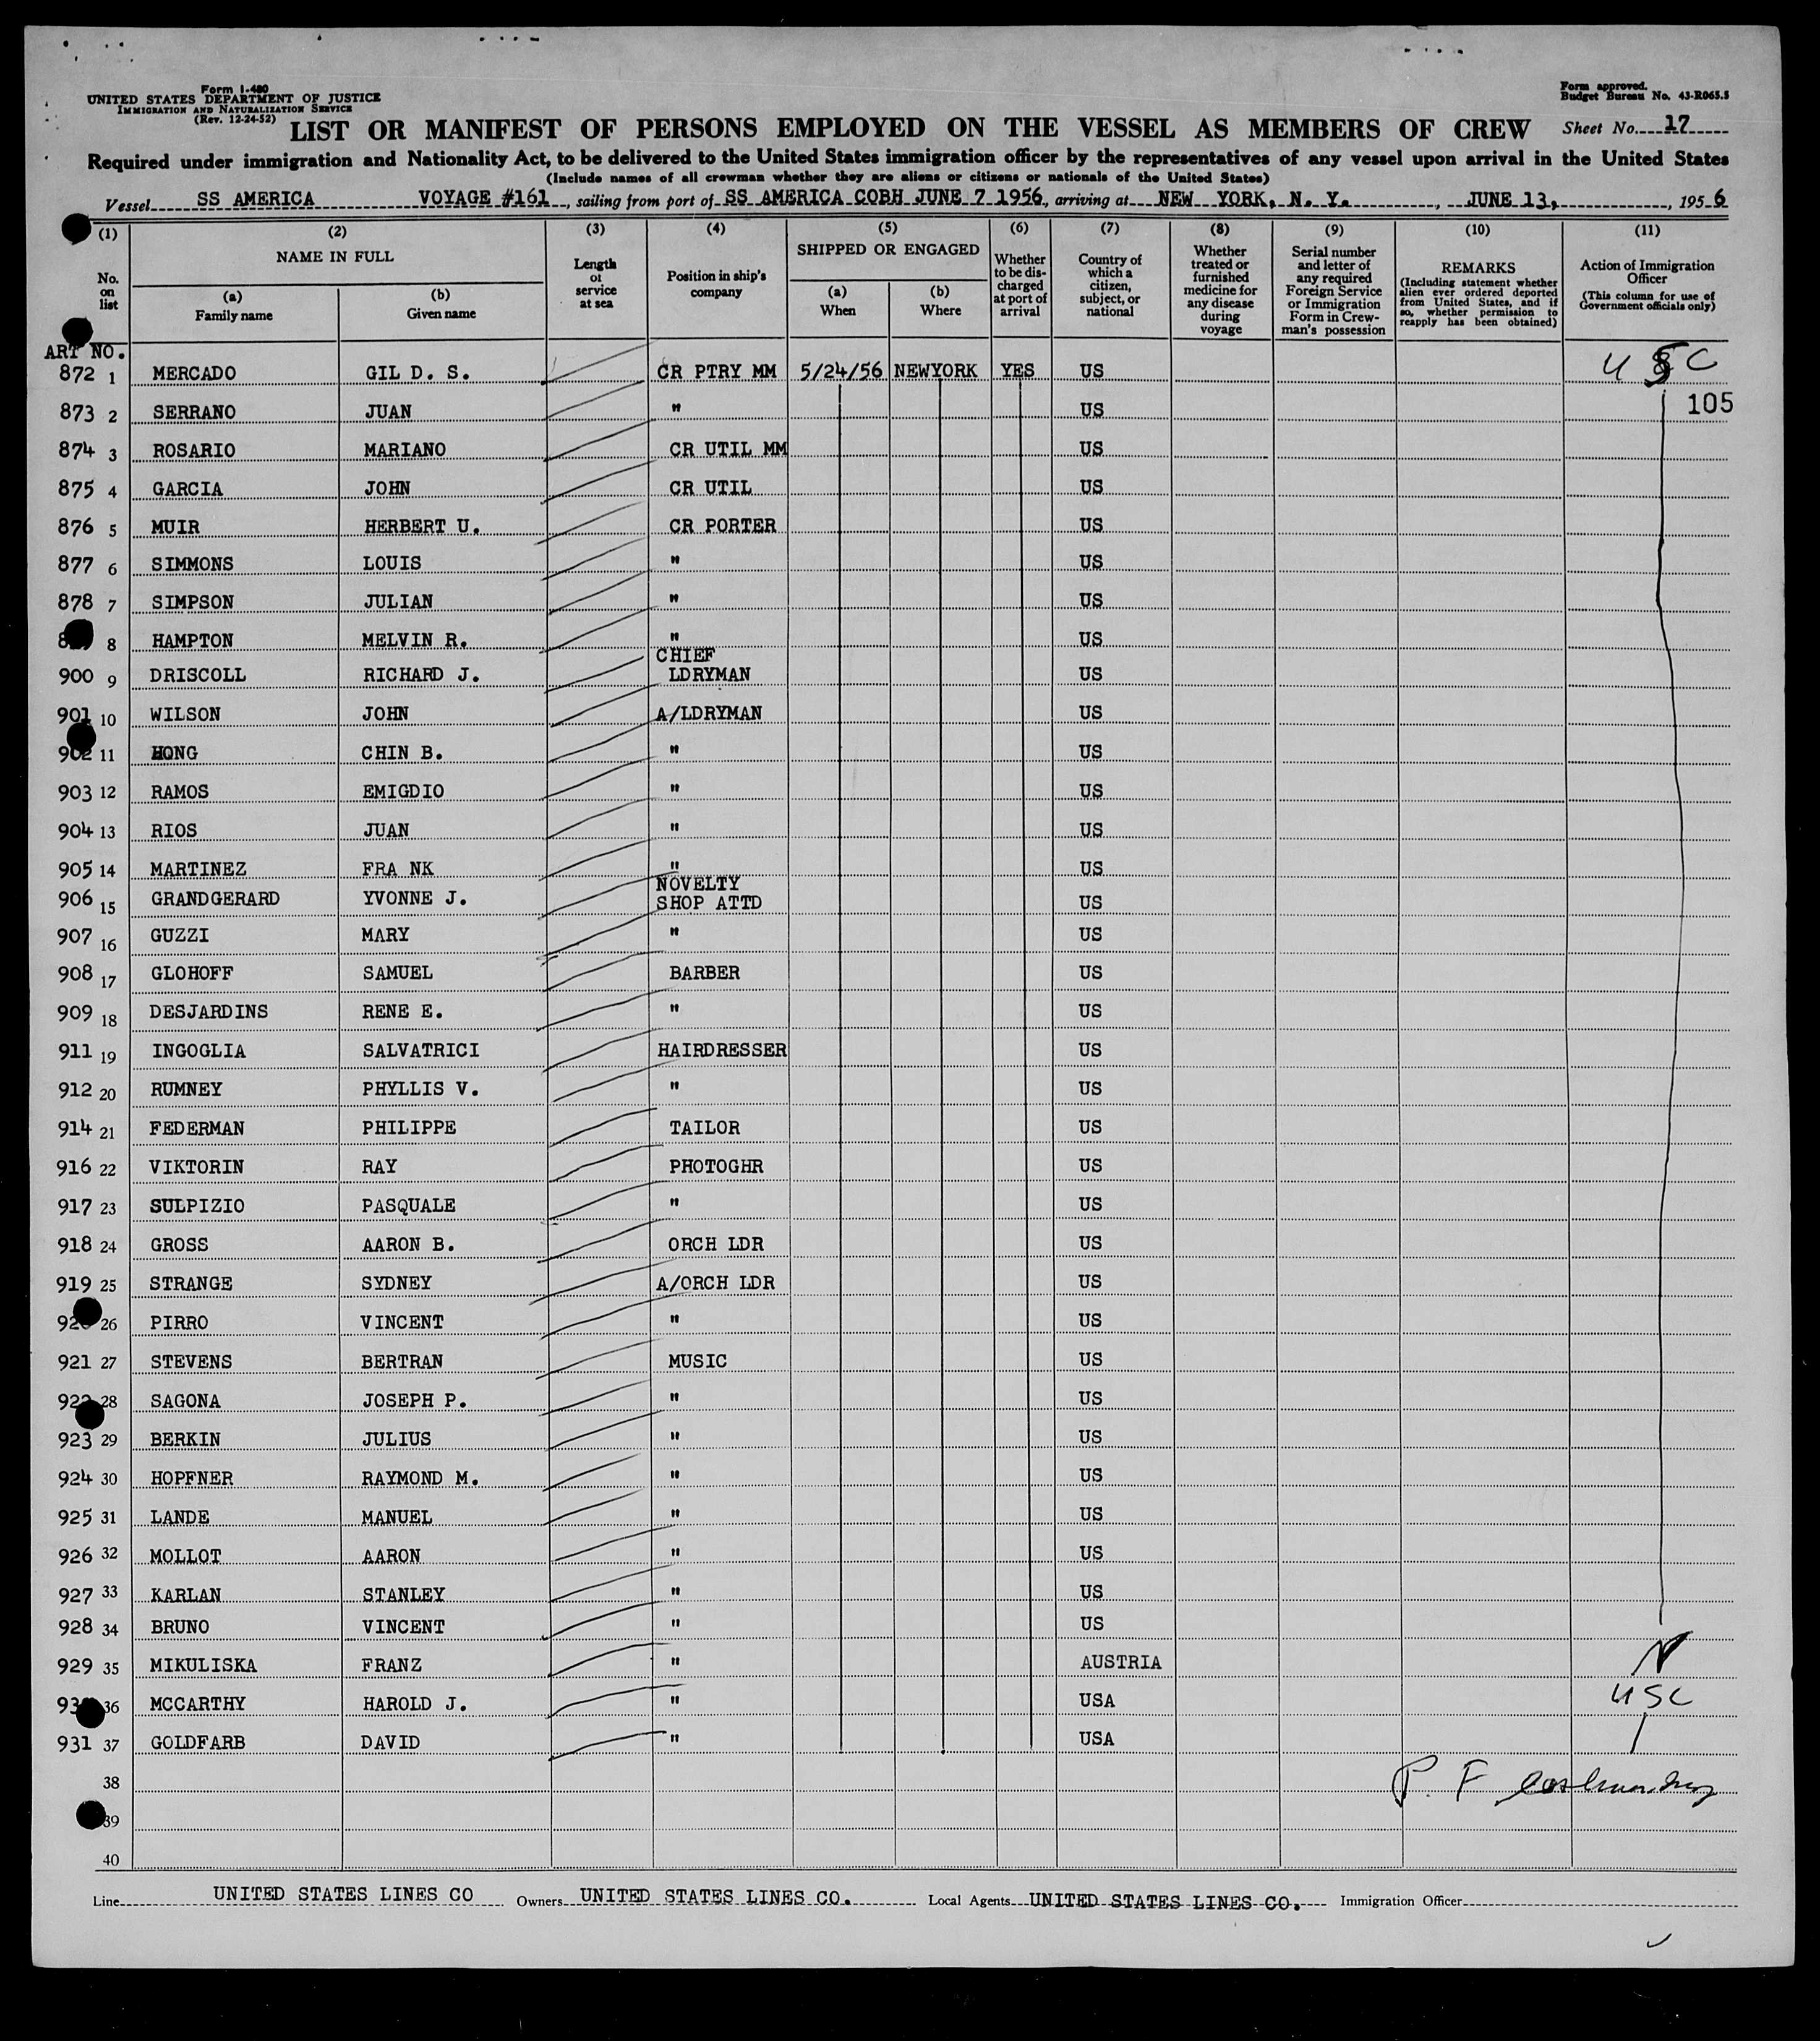 Form I-480
UNITED STATES DEPARTMENT OF JUSTICE
IMMIGRATION AND NATURALIZATION SERVICE
(Rev. 12-24-52)
Form approved.
Budget Bureau No. 43-R065.5
LIST OR MANIFEST OF PERSONS EMPLOYED ON THE VESSEL AS MEMBERS OF CREW Sheet No. 17
Required under immigration and Nationality Act, to be delivered to the United States immigration officer by the representatives of any vessel upon arrival in the United States
(Include names of all crewman whether they are aliens or citizens or nationals of the United States)
Vessel SS AMERICA VOYAGE #161, sailing from port of SS AMERICA COBH JUNE 7 1956, arriving at NEW YORK, N. Y., JUNE 13, 1956
(1) (2) (3) (4) (5) (6) (7) (8) (9) (10) (11)
No. on list
NAME IN FULL
(a) Family name
(b) Given name
Length of service at sea
Position in ship's company
SHIPPED OR ENGAGED
(a) When
(b) Where
Whether to be discharged at port of arrival
Country of which a citizen, subject, or national
Whether treated or furnished medicine for any disease during voyage
Serial number and letter of any required Foreign Service or Immigration Form in Crewman's possession
REMARKS
(Including statement whether alien ever ordered deported from United States, and if so, whether permission to reapply has been obtained)
Action of Immigration Officer
(This column for use of Government officials only)
ART NO.
872 1 MERCADO GIL D. S. CR PTRY MM 5/24/56 NEWYORK YES US USC
873 2 SERRANO JUAN " US 105
874 3 ROSARIO MARIANO CR UTIL MM US
875 4 GARCIA JOHN CR UTIL US
876 5 MUIR HERBERT U. CR PORTER US
877 6 SIMMONS LOUIS " US
878 7 SIMPSON JULIAN " US
8 HAMPTON MELVIN R. " US
900 9 DRISCOLL RICHARD J. CHIEF LDRYMAN US
901 10 WILSON JOHN A/LDRYMAN US
902 11 HONG CHIN B. " US
903 12 RAMOS EMIGDIO " US
904 13 RIOS JUAN " US
905 14 MARTINEZ FRA NK " US
906 15 GRANDGERARD YVONNE J. NOVELTY SHOP ATTD US
907 16 GUZZI MARY " US
908 17 GLOHOFF SAMUEL BARBER US
909 18 DESJARDINS RENE E. " US
911 19 INGOGLIA SALVATRICI HAIRDRESSER US
912 20 RUMNEY PHYLLIS V. " US
914 21 FEDERMAN PHILIPPE TAILOR US
916 22 VIKTORIN RAY PHOTOGHR US
917 23 SULPIZIO PASQUALE " US
918 24 GROSS AARON B. ORCH LDR US
919 25 STRANGE SYDNEY A/ORCH LDR US
920 26 PIRRO VINCENT " US
921 27 STEVENS BERTRAN MUSIC US
922 28 SAGONA JOSEPH P. " US
923 29 BERKIN JULIUS " US
924 30 HOPFNER RAYMOND M. " US
925 31 LANDE MANUEL " US
926 32 MOLLOT AARON " US
927 33 KARLAN STANLEY " US
928 34 BRUNO VINCENT " US
929 35 MIKULISKA FRANZ " AUSTRIA N
36 MCCARTHY HAROLD J. " USA USC
931 37 GOLDFARB DAVID " USA
38 P. F.
39
40
Line UNITED STATES LINES CO Owners UNITED STATES LINES CO. Local Agents UNITED STATES LINES CO. Immigration Officer